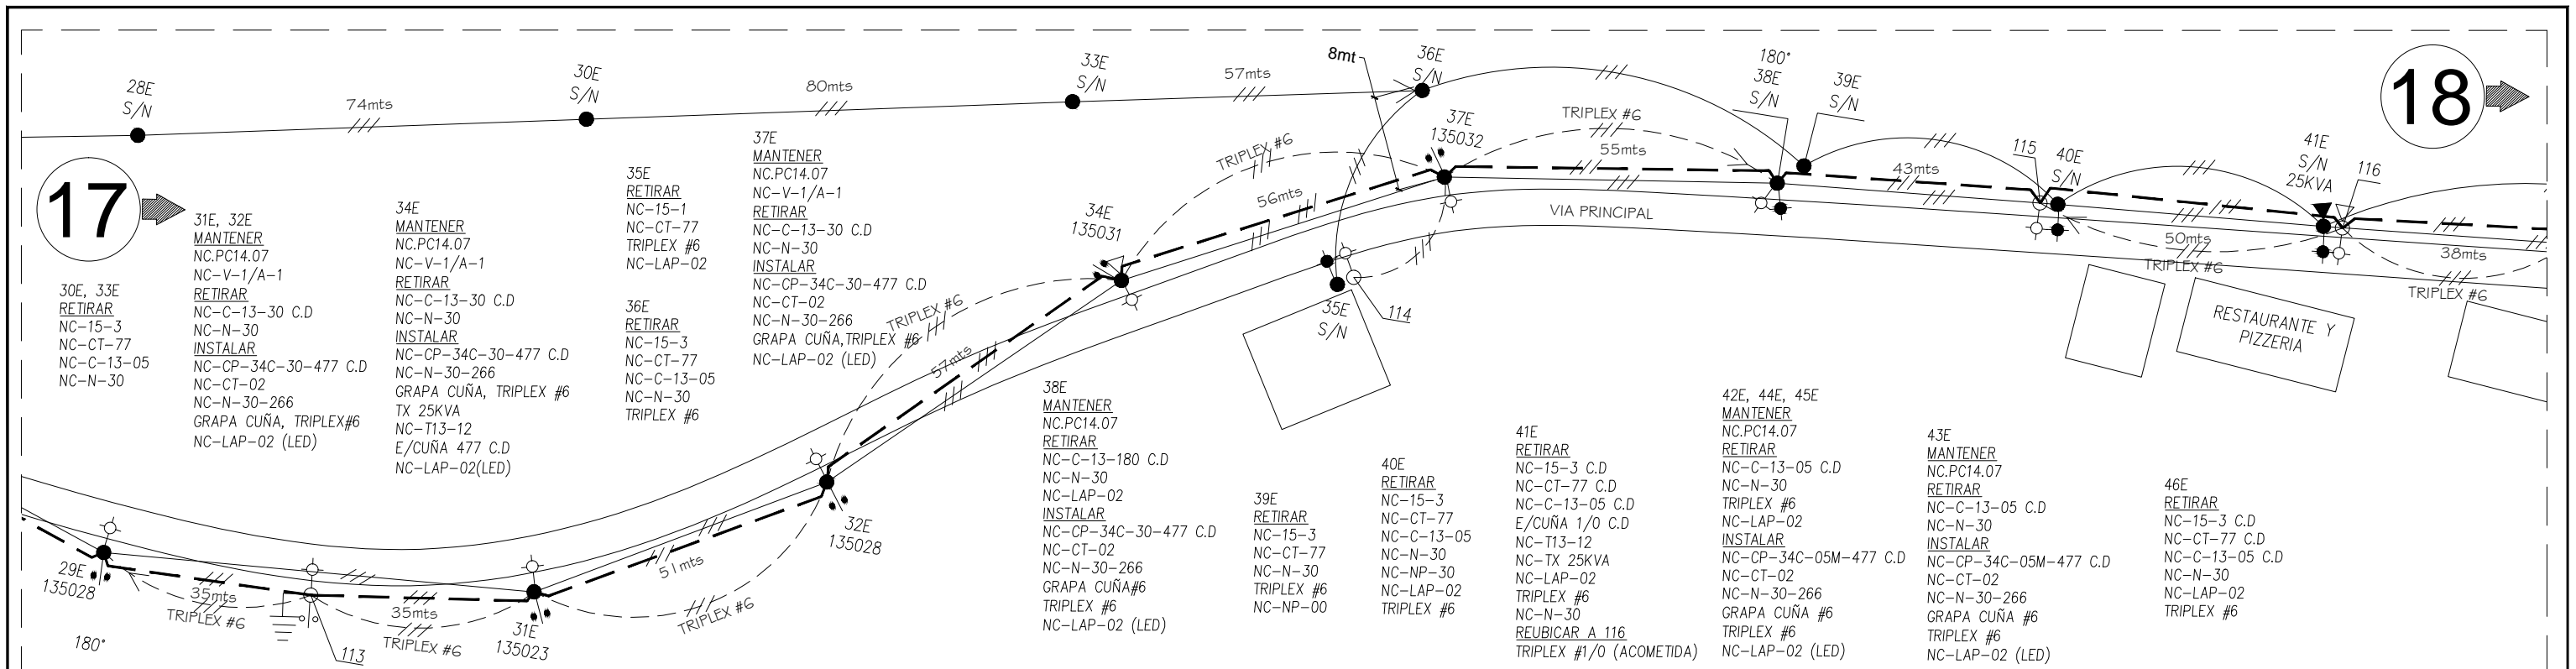 28E
S/N
74mts
30E
S/N
80mts
33E
S/N
57mts
8mt
36E
S/N
180°
38E
S/N
39E
S/N
18
17
37E
135032
TRIPLEX #6
55mts
TRIPLEX #6
56mts
43mts
115
40E
S/N
41E
S/N
25KVA
116
VIA PRINCIPAL
50mts
TRIPLEX #6
38mts
TRIPLEX #6
34E
135031
TRIPLEX #6
57mts
35E
S/N
114
RESTAURANTE Y
PIZZERIA
30E, 33E
RETIRAR
NC-15-3
NC-CT-77
NC-C-13-05
NC-N-30
31E, 32E
MANTENER
NC.PC14.07
NC-V-1/A-1
RETIRAR
NC-C-13-30 C.D
NC-N-30
INSTALAR
NC-CP-34C-30-477 C.D
NC-CT-02
NC-N-30-266
GRAPA CUÑA, TRIPLEX#6
NC-LAP-02 (LED)
34E
MANTENER
NC.PC14.07
NC-V-1/A-1
RETIRAR
NC-C-13-30 C.D
NC-N-30
INSTALAR
NC-CP-34C-30-477 C.D
NC-N-30-266
GRAPA CUÑA, TRIPLEX #6
TX 25KVA
NC-T13-12
E/CUÑA 477 C.D
NC-LAP-02(LED)
35E
RETIRAR
NC-15-1
NC-CT-77
TRIPLEX #6
NC-LAP-02
36E
RETIRAR
NC-15-3
NC-CT-77
NC-C-13-05
NC-N-30
TRIPLEX #6
37E
MANTENER
NC.PC14.07
NC-V-1/A-1
RETIRAR
NC-C-13-30 C.D
NC-N-30
INSTALAR
NC-CP-34C-30-477 C.D
NC-CT-02
NC-N-30-266
GRAPA CUÑA,TRIPLEX #6
NC-LAP-02 (LED)
38E
MANTENER
NC.PC14.07
RETIRAR
NC-C-13-180 C.D
NC-N-30
NC-LAP-02
INSTALAR
NC-CP-34C-30-477 C.D
NC-CT-02
NC-N-30-266
GRAPA CUÑA#6
TRIPLEX #6
NC-LAP-02 (LED)
39E
RETIRAR
NC-15-3
NC-CT-77
NC-N-30
TRIPLEX #6
NC-NP-00
40E
RETIRAR
NC-15-3
NC-CT-77
NC-C-13-05
NC-N-30
NC-NP-30
NC-LAP-02
TRIPLEX #6
41E
RETIRAR
NC-15-3 C.D
NC-CT-77 C.D
NC-C-13-05 C.D
E/CUÑA 1/0 C.D
NC-T13-12
NC-TX 25KVA
NC-LAP-02
TRIPLEX #6
NC-N-30
REUBICAR A 116
TRIPLEX #1/0 (ACOMETIDA)
42E, 44E, 45E
MANTENER
NC.PC14.07
RETIRAR
NC-C-13-05 C.D
NC-N-30
TRIPLEX #6
NC-LAP-02
INSTALAR
NC-CP-34C-05M-477 C.D
NC-CT-02
NC-N-30-266
GRAPA CUÑA #6
TRIPLEX #6
NC-LAP-02 (LED)
43E
MANTENER
NC.PC14.07
RETIRAR
NC-C-13-05 C.D
NC-N-30
INSTALAR
NC-CP-34C-05M-477 C.D
NC-CT-02
NC-N-30-266
GRAPA CUÑA #6
TRIPLEX #6
NC-LAP-02 (LED)
46E
RETIRAR
NC-15-3 C.D
NC-CT-77 C.D
NC-C-13-05 C.D
NC-N-30
NC-LAP-02
TRIPLEX #6
32E
135028
51mts
TRIPLEX #6
29E
135028
35mts
TRIPLEX #6
35mts
TRIPLEX #6
31E
135023
113
180°